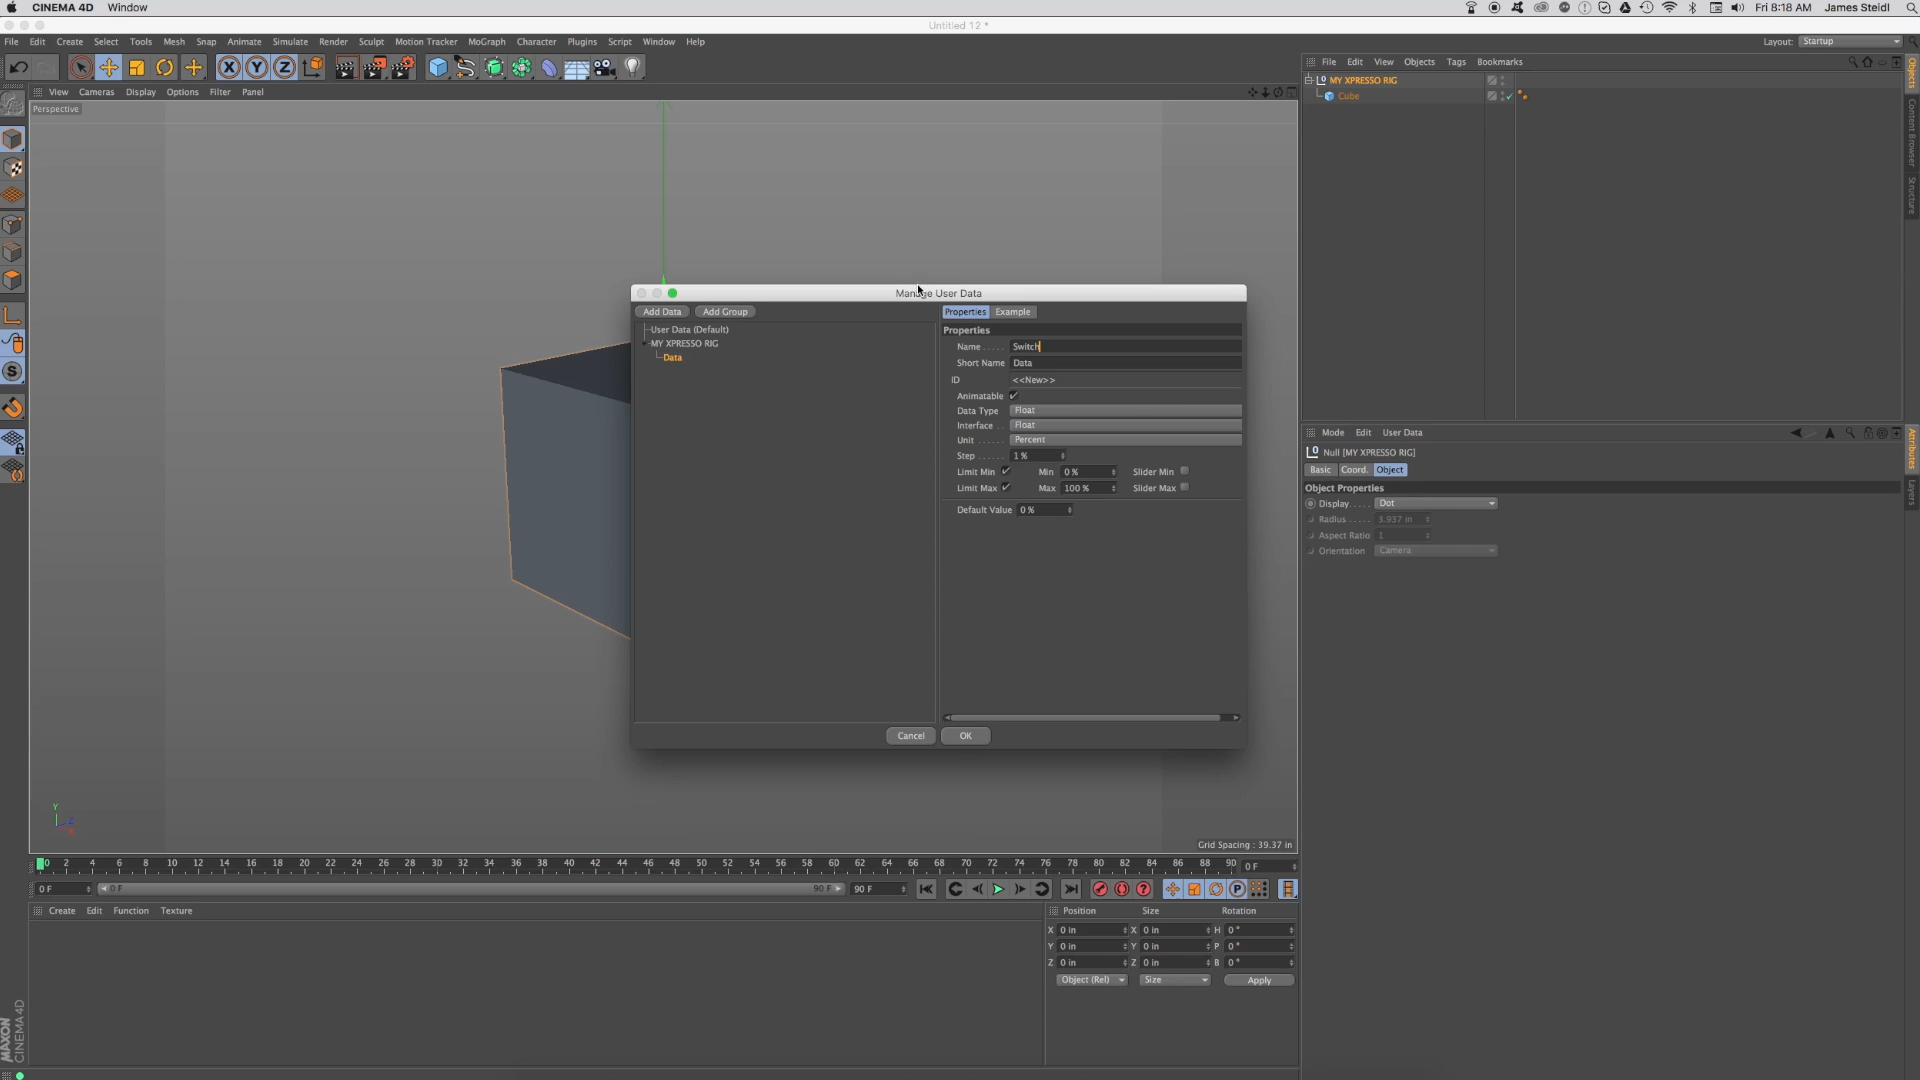 CINEMA 4D Window Fri 8:18 AM James Steidl
Untitled 12 *
File Edit Create Select Tools Mesh Snap Animate Simulate Render Sculpt Motion Tracker MoGraph Character Plugins Script Window Help Layout: Startup
X Y Z
File Edit View Objects Tags Bookmarks
MY XPRESSO RIG
Cube
Objects
Content Browser
Structure
View Cameras Display Options Filter Panel
Perspective
Manage User Data
Add Data Add Group
User Data (Default)
MY XPRESSO RIG
Data
Properties Example
Properties
Name Switch
Short Name Data
ID <<New>>
Animatable
Data Type Float
Interface Float
Unit Percent
Step 1 %
Limit Min Min 0 % Slider Min
Limit Max Max 100 % Slider Max
Default Value 0 %
Cancel OK
Mode Edit User Data
Null [MY XPRESSO RIG]
Basic Coord. Object
Object Properties
Display Dot
Radius 3.937 in
Aspect Ratio 1
Orientation Camera
Attributes
Layers
Y
Z
X
Grid Spacing : 39.37 in
0 2 4 6 8 10 12 14 16 18 20 22 24 26 28 30 32 34 36 38 40 42 44 46 48 50 52 54 56 58 60 62 64 66 68 70 72 74 76 78 80 82 84 86 88 90 0 F
0 F 0 F 90 F 90 F
P
Create Edit Function Texture
Position Size Rotation
X 0 in X 0 in H 0 °
Y 0 in Y 0 in P 0 °
Z 0 in Z 0 in B 0 °
Object (Rel) Size Apply
MAXON
CINEMA 4D